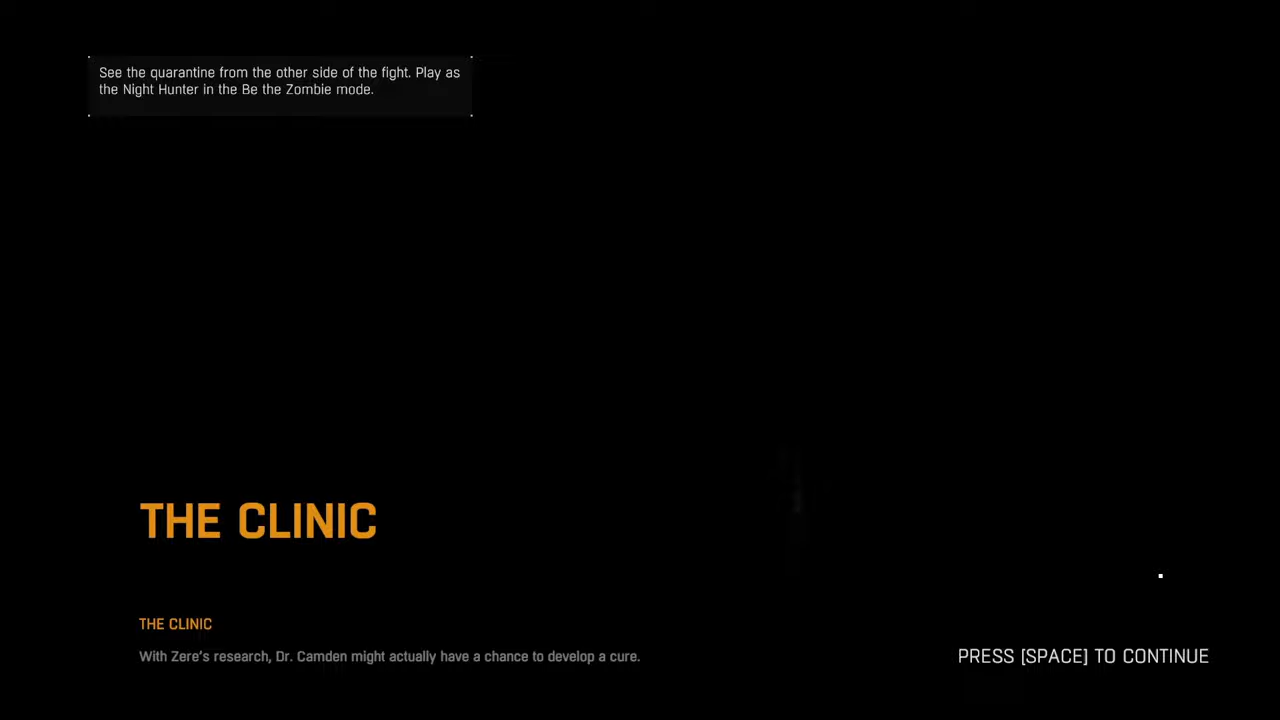 See the quarantine from the other side of the fight. Play as
the Night Hunter in the Be the Zombie mode.
THE CLINIC
THE CLINIC
With Zere's research, Dr. Camden might actually have a chance to develop a cure.
PRESS [SPACE] TO CONTINUE